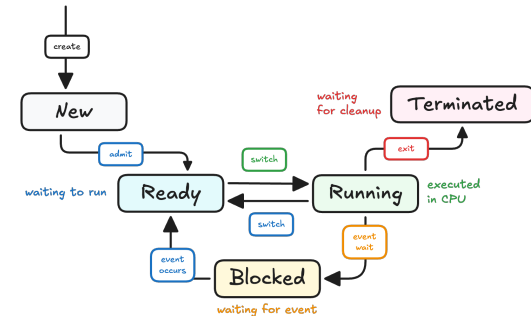 create
New
waiting
for cleanup
Terminated
admit
switch
exit
waiting to run
Ready
Running
executed
in CPU
switch
event
wait
event
occurs
Blocked
waiting for event